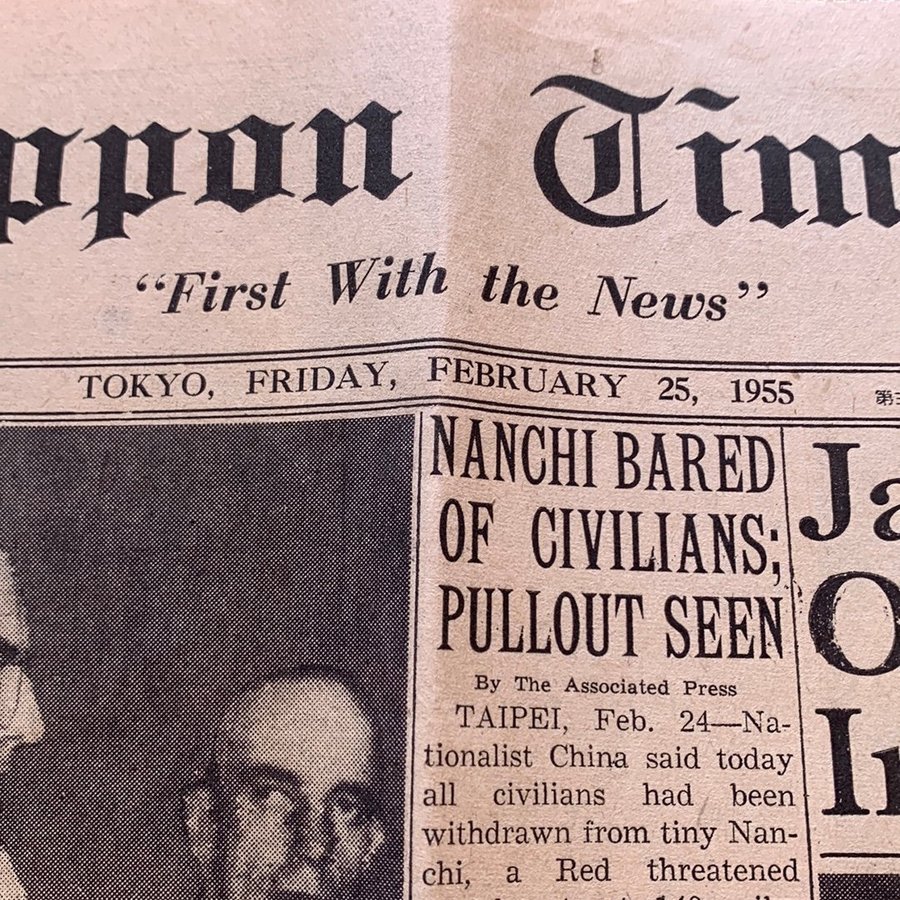 ppon Tim
“First With the News”
TOKYO, FRIDAY, FEBRUARY 25, 1955
第
NANCHI BARED
OF CIVILIANS;
PULLOUT SEEN
By The Associated Press
TAIPEI, Feb. 24—Na-
tionalist China said today
all civilians had been
withdrawn from tiny Nan-
chi, a Red threatened
Ja
O
I